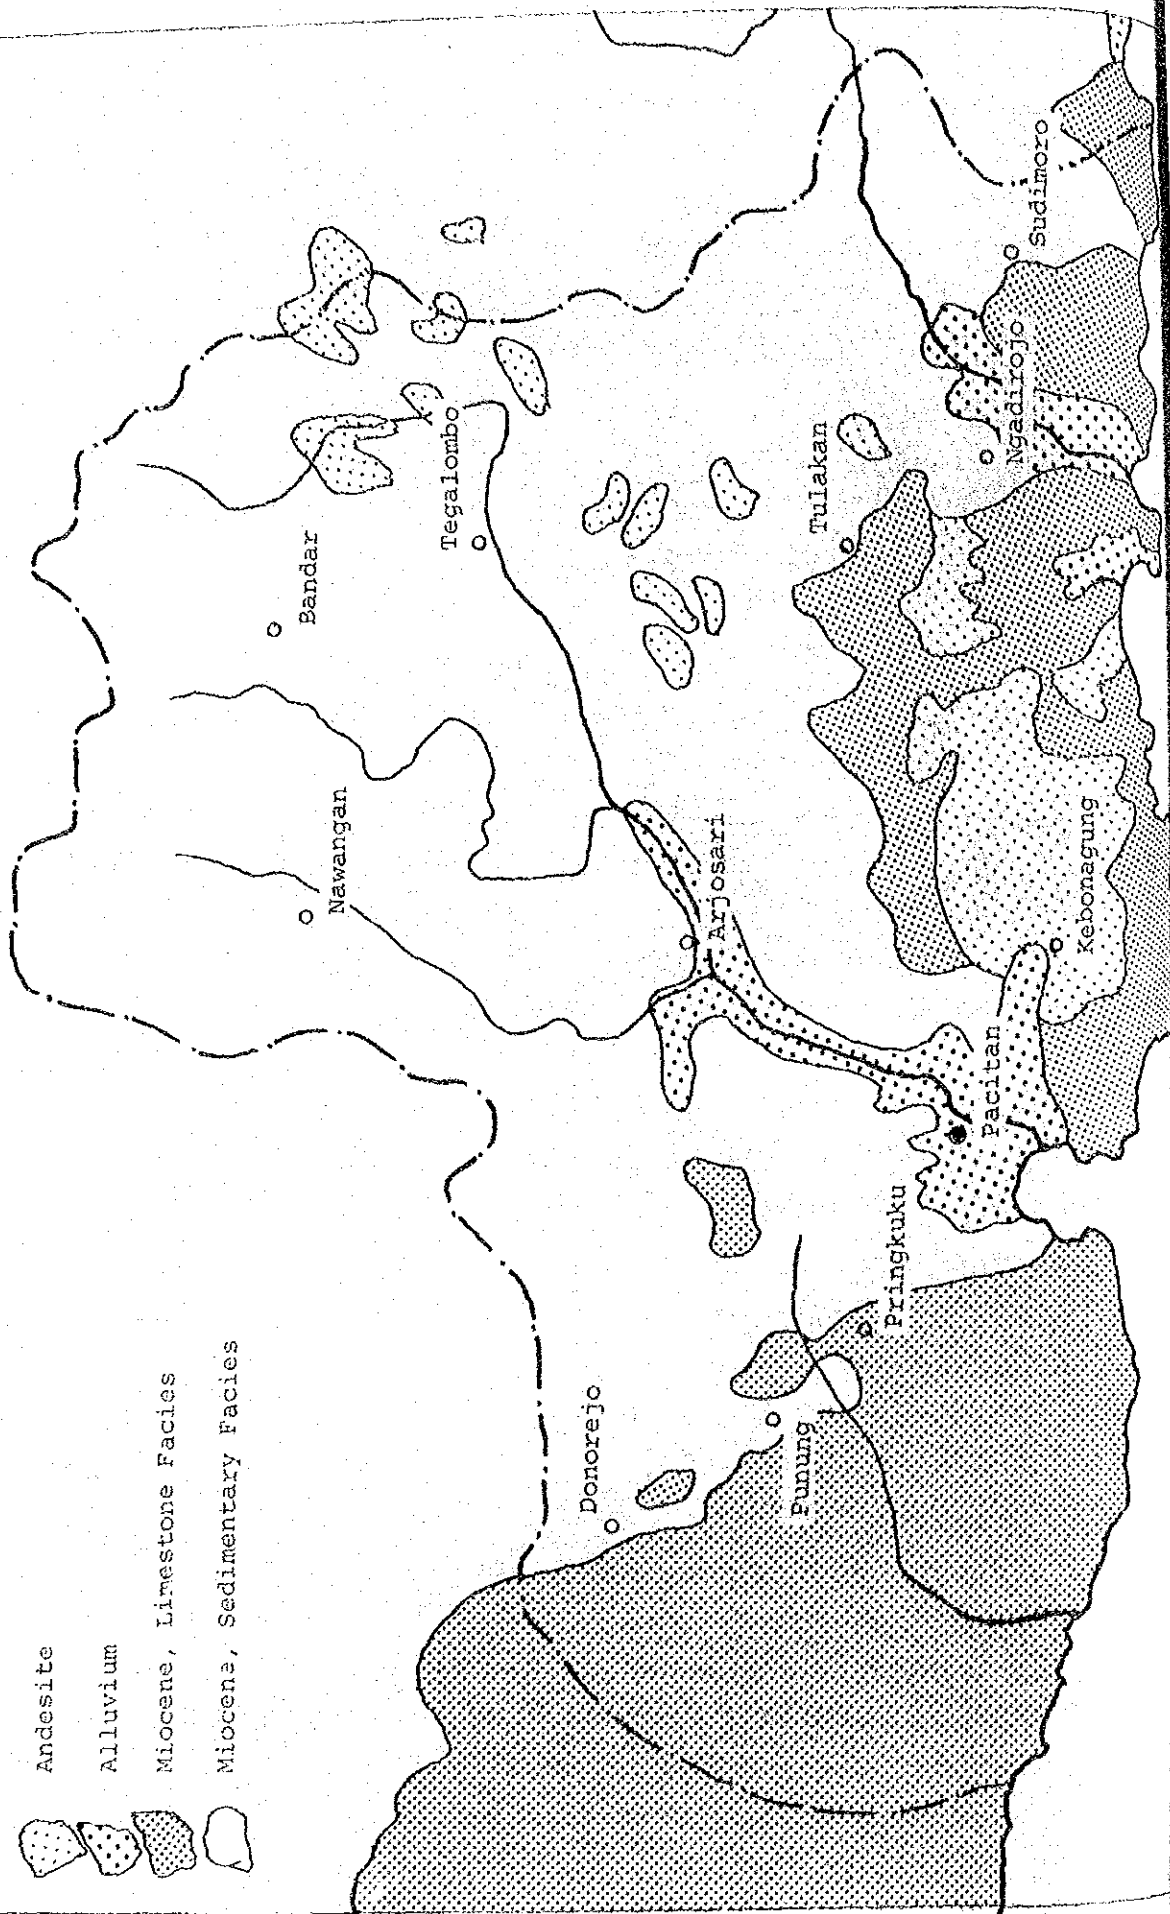 Andesite
Alluvium
Miocene, Limestone Facies
Miocene, Sedimentary Facies
Nawangan
Bandar
Tegalombo
Donorejo
Arjosari
Tulakan
Punung
Pringkuku
Pacitan
Kebonagung
Ngadirojo
Sudimoro